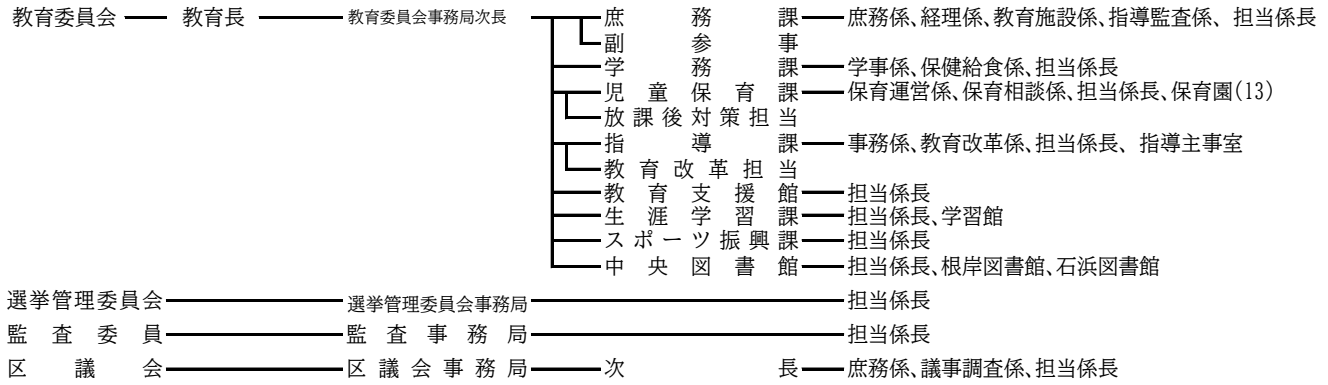 教育委員会 教育長 教育委員会事務局次長 庶務課 庶務係、経理係、教育施設係、指導監査係、担当係長
副参事
学務課 学事係、保健給食係、担当係長
児童保育課 保育運営係、保育相談係、担当係長、保育園(13)
放課後対策担当
指導課 事務係、教育改革係、担当係長、指導主事室
教育改革担当
教育支援館 担当係長
生涯学習課 担当係長、学習館
スポーツ振興課 担当係長
中央図書館 担当係長、根岸図書館、石浜図書館
選挙管理委員会 選挙管理委員会事務局 担当係長
監査委員 監査事務局 担当係長
区議会 区議会事務局 次長 庶務係、議事調査係、担当係長